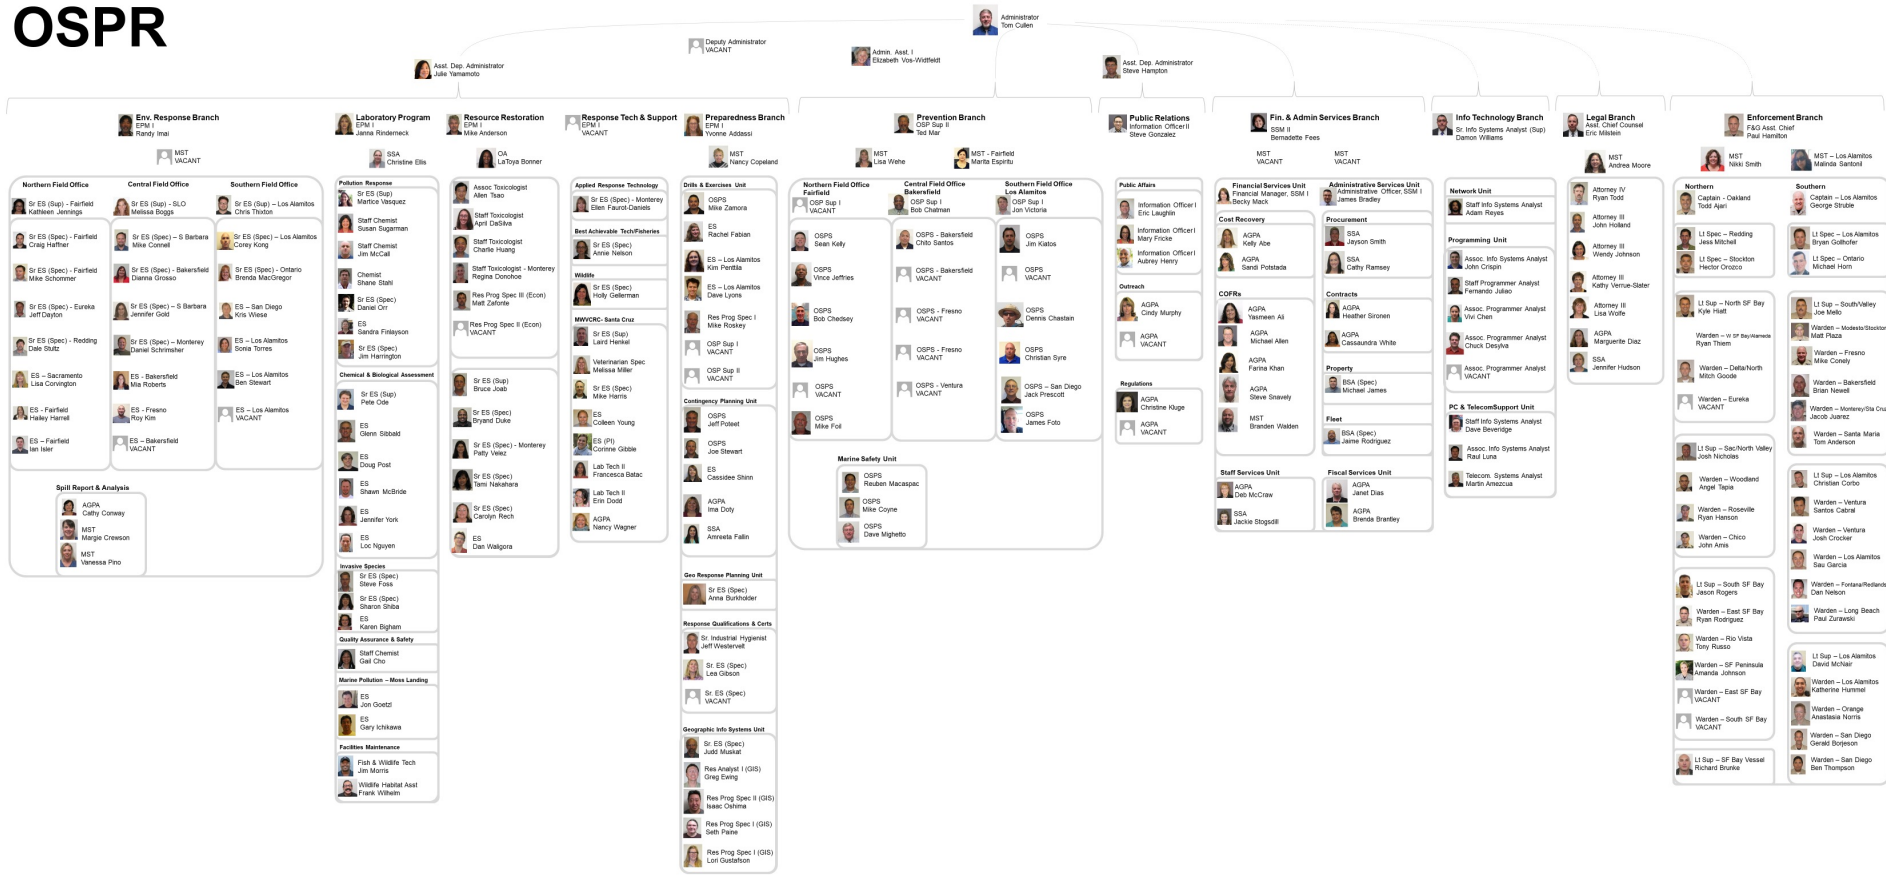 OSPR
Administrator
Tom Cullen
Deputy Administrator
VACANT
Admin. Asst. I
Elizabeth Vos-Widtfeldt
Asst. Dep. Administrator
Julie Yamamoto
Asst. Dep. Administrator
Steve Hampton
Env. Response Branch
EPM I
Randy Imai
MST
VACANT
Northern Field Office
Sr ES (Sup) - Fairfield
Kathleen Jennings
Sr ES (Spec) - Fairfield
Craig Haffner
Sr ES (Spec) - Fairfield
Mike Schommer
Sr ES (Spec) - Eureka
Jeff Dayton
Sr ES (Spec) - Redding
Dale Stultz
ES – Sacramento
Lisa Corvington
ES - Fairfield
Hailey Harrell
ES – Fairfield
Ian Isler
Central Field Office
Sr ES (Sup) - SLO
Melissa Boggs
Sr ES (Spec) - S Barbara
Mike Connell
Sr ES (Spec) - Bakersfield
Dianna Grosso
Sr ES (Spec) – S Barbara
Jennifer Gold
Sr ES (Spec) – Monterey
Daniel Schrimsher
ES - Bakersfield
Mia Roberts
ES - Fresno
Roy Kim
ES – Bakersfield
VACANT
Southern Field Office
Sr ES (Sup) – Los Alamitos
Chris Thixton
Sr ES (Spec) – Los Alamitos
Corey Kong
Sr ES (Spec) - Ontario
Brenda MacGregor
ES – San Diego
Kris Wiese
ES – Los Alamitos
Sonia Torres
ES – Los Alamitos
Ben Stewart
ES – Los Alamitos
VACANT
Spill Report & Analysis
AGPA
Cathy Conway
MST
Margie Crewson
MST
Vanessa Pino
Laboratory Program
EPM I
Janna Rinderneck
SSA
Christine Ellis
Pollution Response
Sr ES (Sup)
Martice Vasquez
Staff Chemist
Susan Sugarman
Staff Chemist
Jim McCall
Chemist
Shane Stahl
Sr ES (Spec)
Daniel Orr
ES
Sandra Finlayson
Sr ES (Spec)
Jim Harrington
Chemical & Biological Assessment
Sr ES (Sup)
Pete Ode
ES
Glenn Sibbald
ES
Doug Post
ES
Shawn McBride
ES
Jennifer York
ES
Loc Nguyen
Invasive Species
Sr ES (Spec)
Steve Foss
Sr ES (Spec)
Sharon Shiba
ES
Karen Bigham
Quality Assurance & Safety
Staff Chemist
Gail Cho
Marine Pollution – Moss Landing
ES
Jon Goetzl
ES
Gary Ichikawa
Facilities Maintenance
Fish & Wildlife Tech
Jim Morris
Wildlife Habitat Asst
Frank Wilhelm
Resource Restoration
EPM I
Mike Anderson
OA
LaToya Bonner
Assoc Toxicologist
Allen Tsao
Staff Toxicologist
April DaSilva
Staff Toxicologist
Charlie Huang
Staff Toxicologist - Monterey
Regina Donohoe
Res Prog Spec III (Econ)
Matt Zafonte
Res Prog Spec II (Econ)
VACANT
Sr ES (Sup)
Bruce Joab
Sr ES (Spec)
Bryand Duke
Sr ES (Spec) - Monterey
Patty Velez
Sr ES (Spec)
Tami Nakahara
Sr ES (Spec)
Carolyn Rech
ES
Dan Waligora
Response Tech & Support
EPM I
VACANT
Applied Response Technology
Sr ES (Spec) - Monterey
Ellen Faurot-Daniels
Best Achievable Tech/Fisheries
Sr ES (Spec)
Annie Nelson
Wildlife
Sr ES (Spec)
Holly Gellerman
MWVCRC- Santa Cruz
Sr ES (Sup)
Laird Henkel
Veterinarian Spec
Melissa Miller
Sr ES (Spec)
Mike Harris
ES
Colleen Young
ES (PI)
Corinne Gibble
Lab Tech II
Francesca Batac
Lab Tech II
Erin Dodd
AGPA
Nancy Wagner
Preparedness Branch
EPM I
Yvonne Addassi
MST
Nancy Copeland
Drills & Exercises Unit
OSPS
Mike Zamora
ES
Rachel Fabian
ES – Los Alamitos
Kim Penttila
ES – Los Alamitos
Dave Lyons
Res Prog Spec I
Mike Roskey
OSP Sup I
VACANT
OSP Sup II
VACANT
Contingency Planning Unit
OSPS
Jeff Poteet
OSPS
Joe Stewart
ES
Cassidee Shinn
AGPA
Ima Doty
SSA
Amreeta Fallin
Geo Response Planning Unit
Sr ES (Spec)
Anna Burkholder
Response Qualifications & Certs
Sr. Industrial Hygienist
Jeff Westervelt
Sr. ES (Spec)
Lea Gibson
Sr. ES (Spec)
VACANT
Geographic Info Systems Unit
Sr. ES (Spec)
Judd Muskat
Res Analyst I (GIS)
Greg Ewing
Res Prog Spec II (GIS)
Isaac Oshima
Res Prog Spec I (GIS)
Seth Paine
Res Prog Spec I (GIS)
Lori Gustafson
Prevention Branch
OSP Sup II
Ted Mar
MST
Lisa Wehe
MST - Fairfield
Marita Espiritu
Northern Field Office
Fairfield
OSP Sup I
VACANT
OSPS
Sean Kelly
OSPS
Vince Jeffries
OSPS
Bob Chedsey
OSPS
Jim Hughes
OSPS
VACANT
OSPS
Mike Foil
Central Field Office
Bakersfield
OSP Sup I
Bob Chatman
OSPS - Bakersfield
Chito Santos
OSPS - Bakersfield
VACANT
OSPS - Fresno
VACANT
OSPS - Fresno
VACANT
OSPS - Ventura
VACANT
Southern Field Office
Los Alamitos
OSP Sup I
Jon Victoria
OSPS
Jim Kiatos
OSPS
VACANT
OSPS
Dennis Chastain
OSPS
Christian Syre
OSPS – San Diego
Jack Prescott
OSPS
James Foto
Marine Safety Unit
OSPS
Reuben Macaspac
OSPS
Mike Coyne
OSPS
Dave Mighetto
Public Relations
Information Officer II
Steve Gonzalez
Public Affairs
Information Officer I
Eric Laughlin
Information Officer I
Mary Fricke
Information Officer I
Aubrey Henry
Outreach
AGPA
Cindy Murphy
AGPA
VACANT
Regulations
AGPA
Christine Kluge
AGPA
VACANT
Fin. & Admin Services Branch
SSM II
Bernadette Fees
MST
VACANT
MST
VACANT
Financial Services Unit
Financial Manager, SSM I
Becky Mack
Cost Recovery
AGPA
Kelly Abe
AGPA
Sandi Potstada
COFRs
AGPA
Yasmeen Ali
AGPA
Michael Allen
AGPA
Farina Khan
AGPA
Steve Snavely
MST
Branden Walden
Staff Services Unit
AGPA
Deb McCraw
SSA
Jackie Stogsdill
Administrative Services Unit
Administrative Officer, SSM I
James Bradley
Procurement
SSA
Jayson Smith
SSA
Cathy Ramsey
Contracts
AGPA
Heather Sironen
AGPA
Cassaundra White
Property
BSA (Spec)
Michael James
Fleet
BSA (Spec)
Jaime Rodriguez
Fiscal Services Unit
AGPA
Janet Dias
AGPA
Brenda Brantley
Info Technology Branch
Sr. Info Systems Analyst (Sup)
Damon Williams
Network Unit
Staff Info Systems Analyst
Adam Reyes
Programming Unit
Assoc. Info Systems Analyst
John Crispin
Staff Programmer Analyst
Fernando Juliao
Assoc. Programmer Analyst
Vivi Chen
Assoc. Programmer Analyst
Chuck Desylva
Assoc. Programmer Analyst
VACANT
PC & TelecomSupport Unit
Staff Info Systems Analyst
Dave Beveridge
Assoc. Info Systems Analyst
Raul Luna
Telecom. Systems Analyst
Martin Amezcua
Legal Branch
Asst. Chief Counsel
Eric Milstein
MST
Andrea Moore
Attorney IV
Ryan Todd
Attorney III
John Holland
Attorney III
Wendy Johnson
Attorney III
Kathy Verrue-Slater
Attorney III
Lisa Wolfe
AGPA
Marguerite Diaz
SSA
Jennifer Hudson
Enforcement Branch
F&G Asst. Chief
Paul Hamilton
MST
Nikki Smith
MST – Los Alamitos
Malinda Santonil
Northern
Captain - Oakland
Todd Ajari
Lt Spec – Redding
Jess Mitchell
Lt Spec – Stockton
Hector Orozco
Lt Sup – North SF Bay
Kyle Hiatt
Warden – W SF Bay/Alameda
Ryan Thiem
Warden – Delta/North
Mitch Goode
Warden – Eureka
VACANT
Lt Sup – Sac/North Valley
Josh Nicholas
Warden – Woodland
Angel Tapia
Warden – Roseville
Ryan Hanson
Warden – Chico
John Amis
Lt Sup – South SF Bay
Jason Rogers
Warden – East SF Bay
Ryan Rodriguez
Warden – Rio Vista
Tony Russo
Warden – SF Peninsula
Amanda Johnson
Warden – East SF Bay
VACANT
Warden – South SF Bay
VACANT
Lt Sup – SF Bay Vessel
Richard Brunke
Southern
Captain – Los Alamitos
George Struble
Lt Spec – Los Alamitos
Bryan Gollhofer
Lt Spec – Ontario
Michael Horn
Lt Sup – South/Valley
Joe Mello
Warden – Modesto/Stockton
Matt Plaza
Warden – Fresno
Mike Conely
Warden – Bakersfield
Brian Newell
Warden – Monterey/Sta Cruz
Jacob Juarez
Warden – Santa Maria
Tom Anderson
Lt Sup – Los Alamitos
Christian Corbo
Warden – Ventura
Santos Cabral
Warden – Ventura
Josh Crocker
Warden – Los Alamitos
Sau Garcia
Warden – Fontana/Redlands
Dan Nelson
Warden – Long Beach
Paul Zurawski
Lt Sup – Los Alamitos
David McNair
Warden – Los Alamitos
Katherine Hummel
Warden – Orange
Anastasia Norris
Warden – San Diego
Gerald Borjeson
Warden – San Diego
Ben Thompson